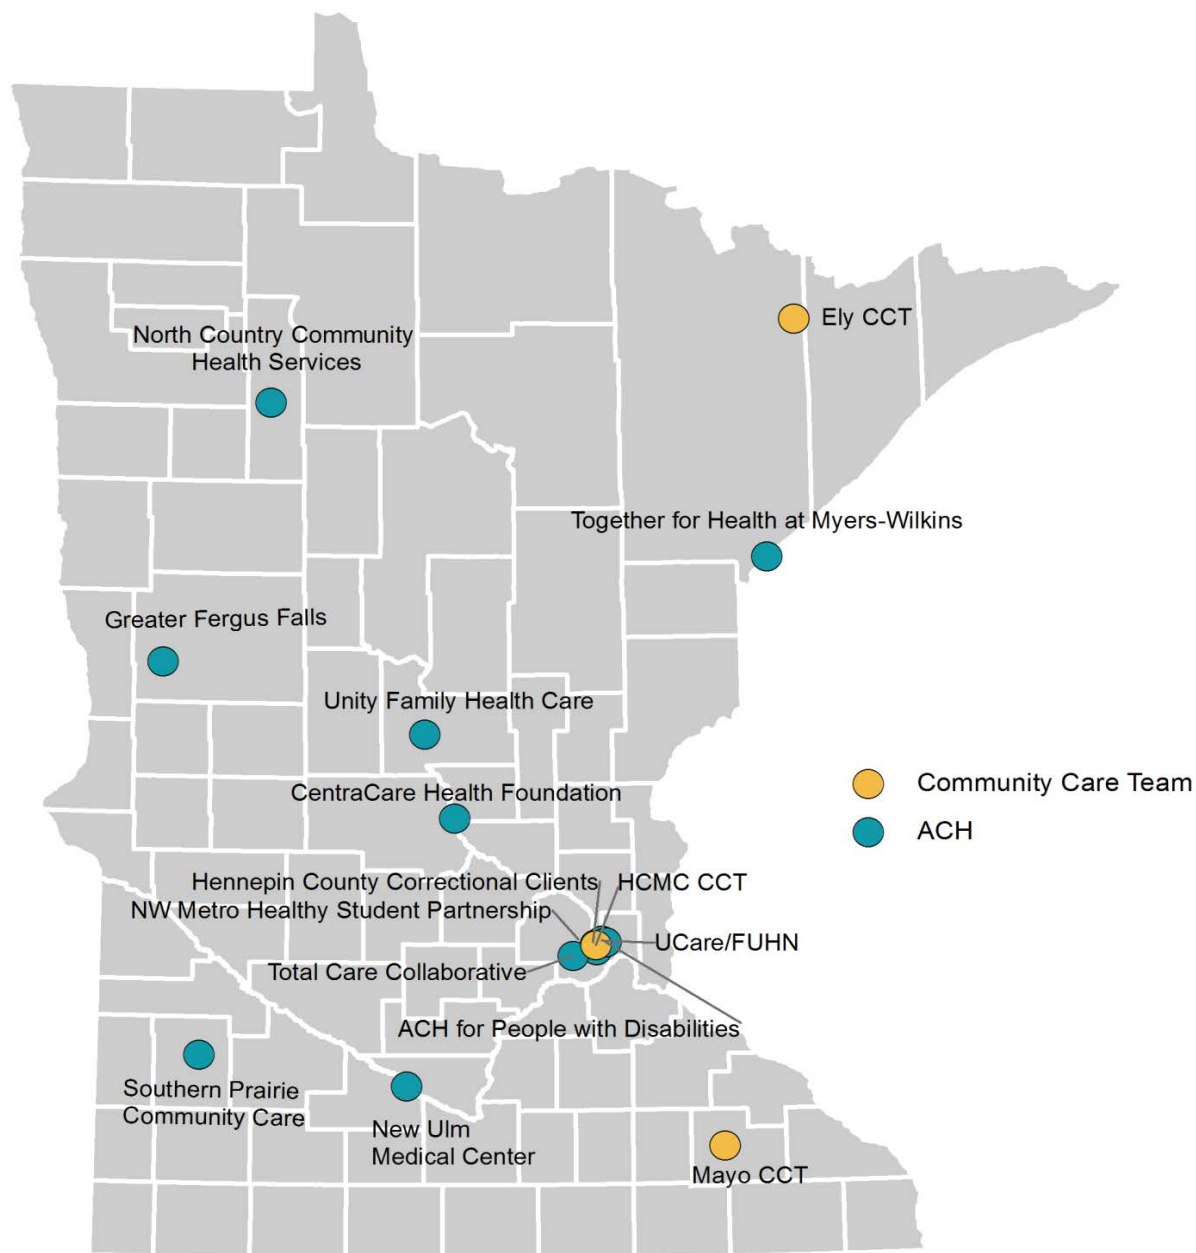 North Country Community
Health Services
Ely CCT
Together for Health at Myers-Wilkins
Greater Fergus Falls
Unity Family Health Care
Community Care Team
CentraCare Health Foundation
ACH
Hennepin County Correctional Clients
HCMC CCT
NW Metro Healthy Student Partnership
UCare/FUHN
Total Care Collaborative
ACH for People with Disabilities
Southern Prairie
Community Care
New Ulm
Medical Center
Mayo CCT